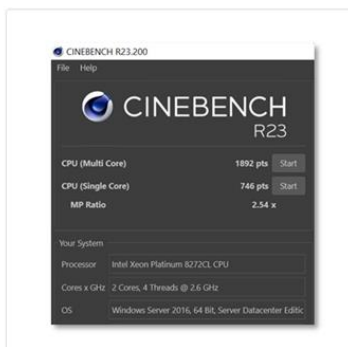 CINEBENCH R23.200
File Help
CINEBENCH
R23
CPU (Multi Core) 1892 pts Start
CPU (Single Core) 746 pts Start
MP Ratio 2.54 x
Your System
Processor Intel Xeon Platinum 8272CL CPU
Cores x GHz 2 Cores, 4 Threads @ 2.6 GHz
OS Windows Server 2016, 64 Bit, Server Datacenter Editic